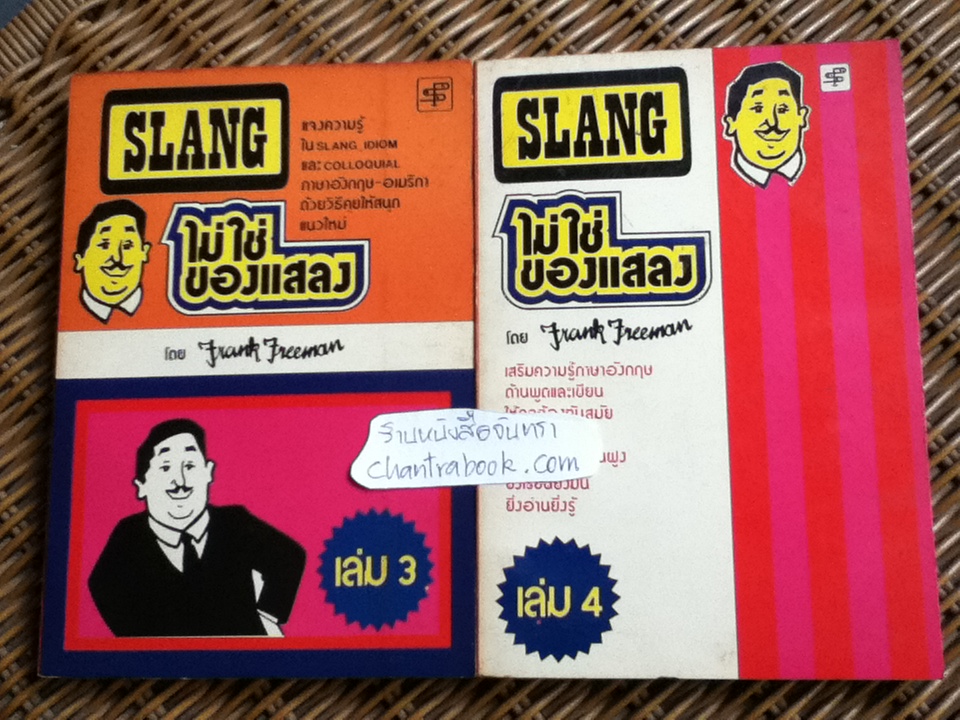 SLANG
แจงความรู้
ใน SLANG, IDIOM
และ COLLOQUIAL
ภาษาอังกฤษ-อเมริกา
ด้วยวิธีคุยให้สนุก
แนวใหม่
ไม่ใช่
ของแสลง
โดย Frank Freeman
เล่ม 3
SLANG
ไม่ใช่
ของแสลง
โดย Frank Freeman
เสริมความรู้ภาษาอังกฤษ
ด้านพูดและเขียน
ยิ่งอ่านยิ่งรู้
เล่ม 4
ร้านหนังสือจันทรา
chantrabook.com